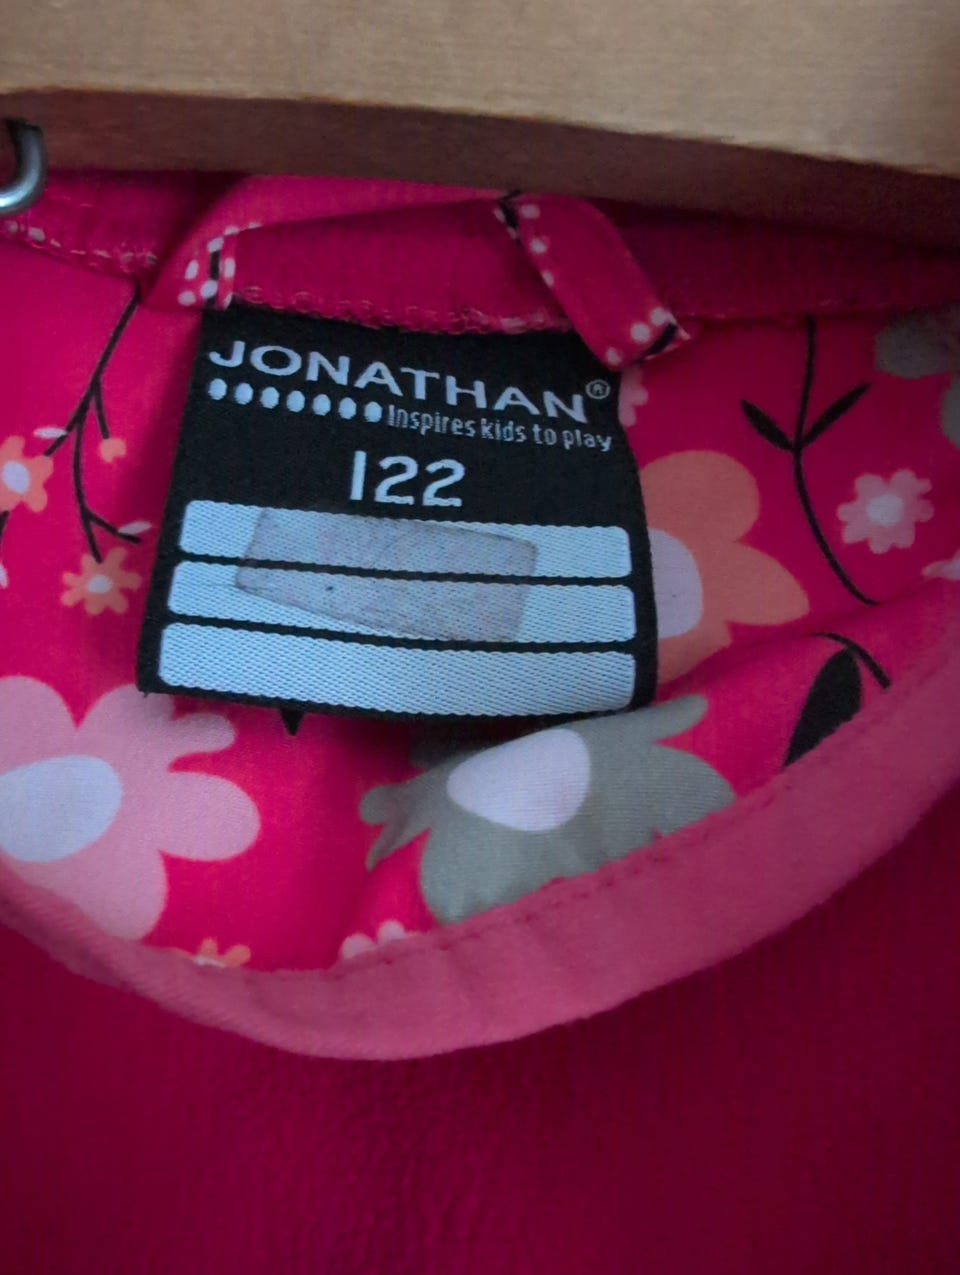 JONATHAN®
Inspires kids to play
122